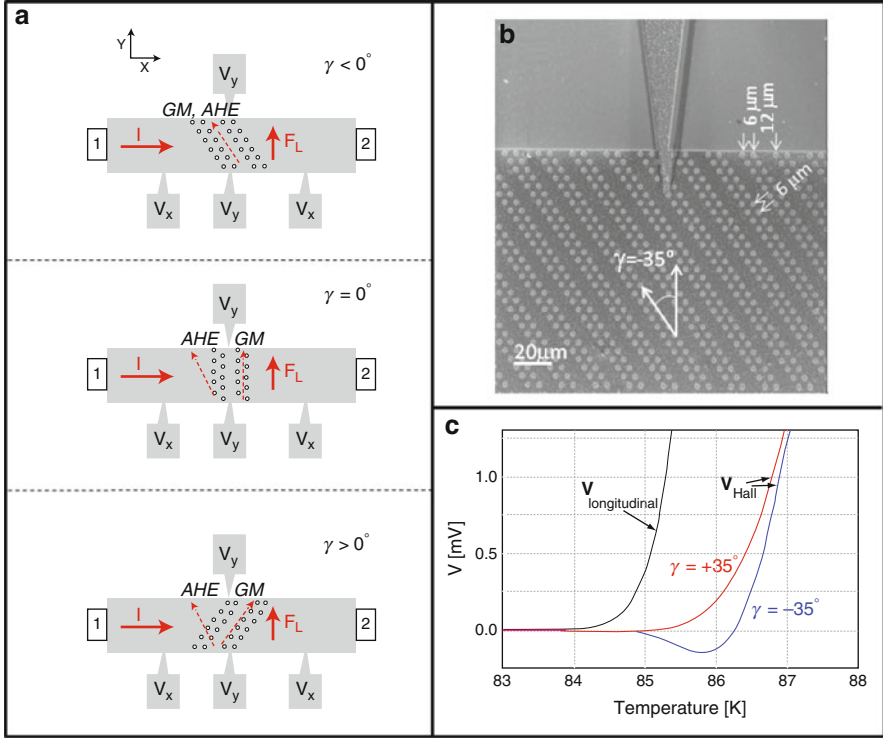 a
Y
X
γ < 0°
V_y
GM, AHE
1
I
F_L
2
V_x
V_y
V_x
γ = 0°
V_y
AHE
GM
1
I
F_L
2
V_x
V_y
V_x
γ > 0°
V_y
AHE
GM
1
I
F_L
2
V_x
V_y
V_x
b
6 μm
12 μm
6 μm
γ=-35°
20μm
c
V [mV]
1.0
0.5
0.0
V_longitudinal
V_Hall
γ = +35°
γ = −35°
83 84 85 86 87 88
Temperature [K]